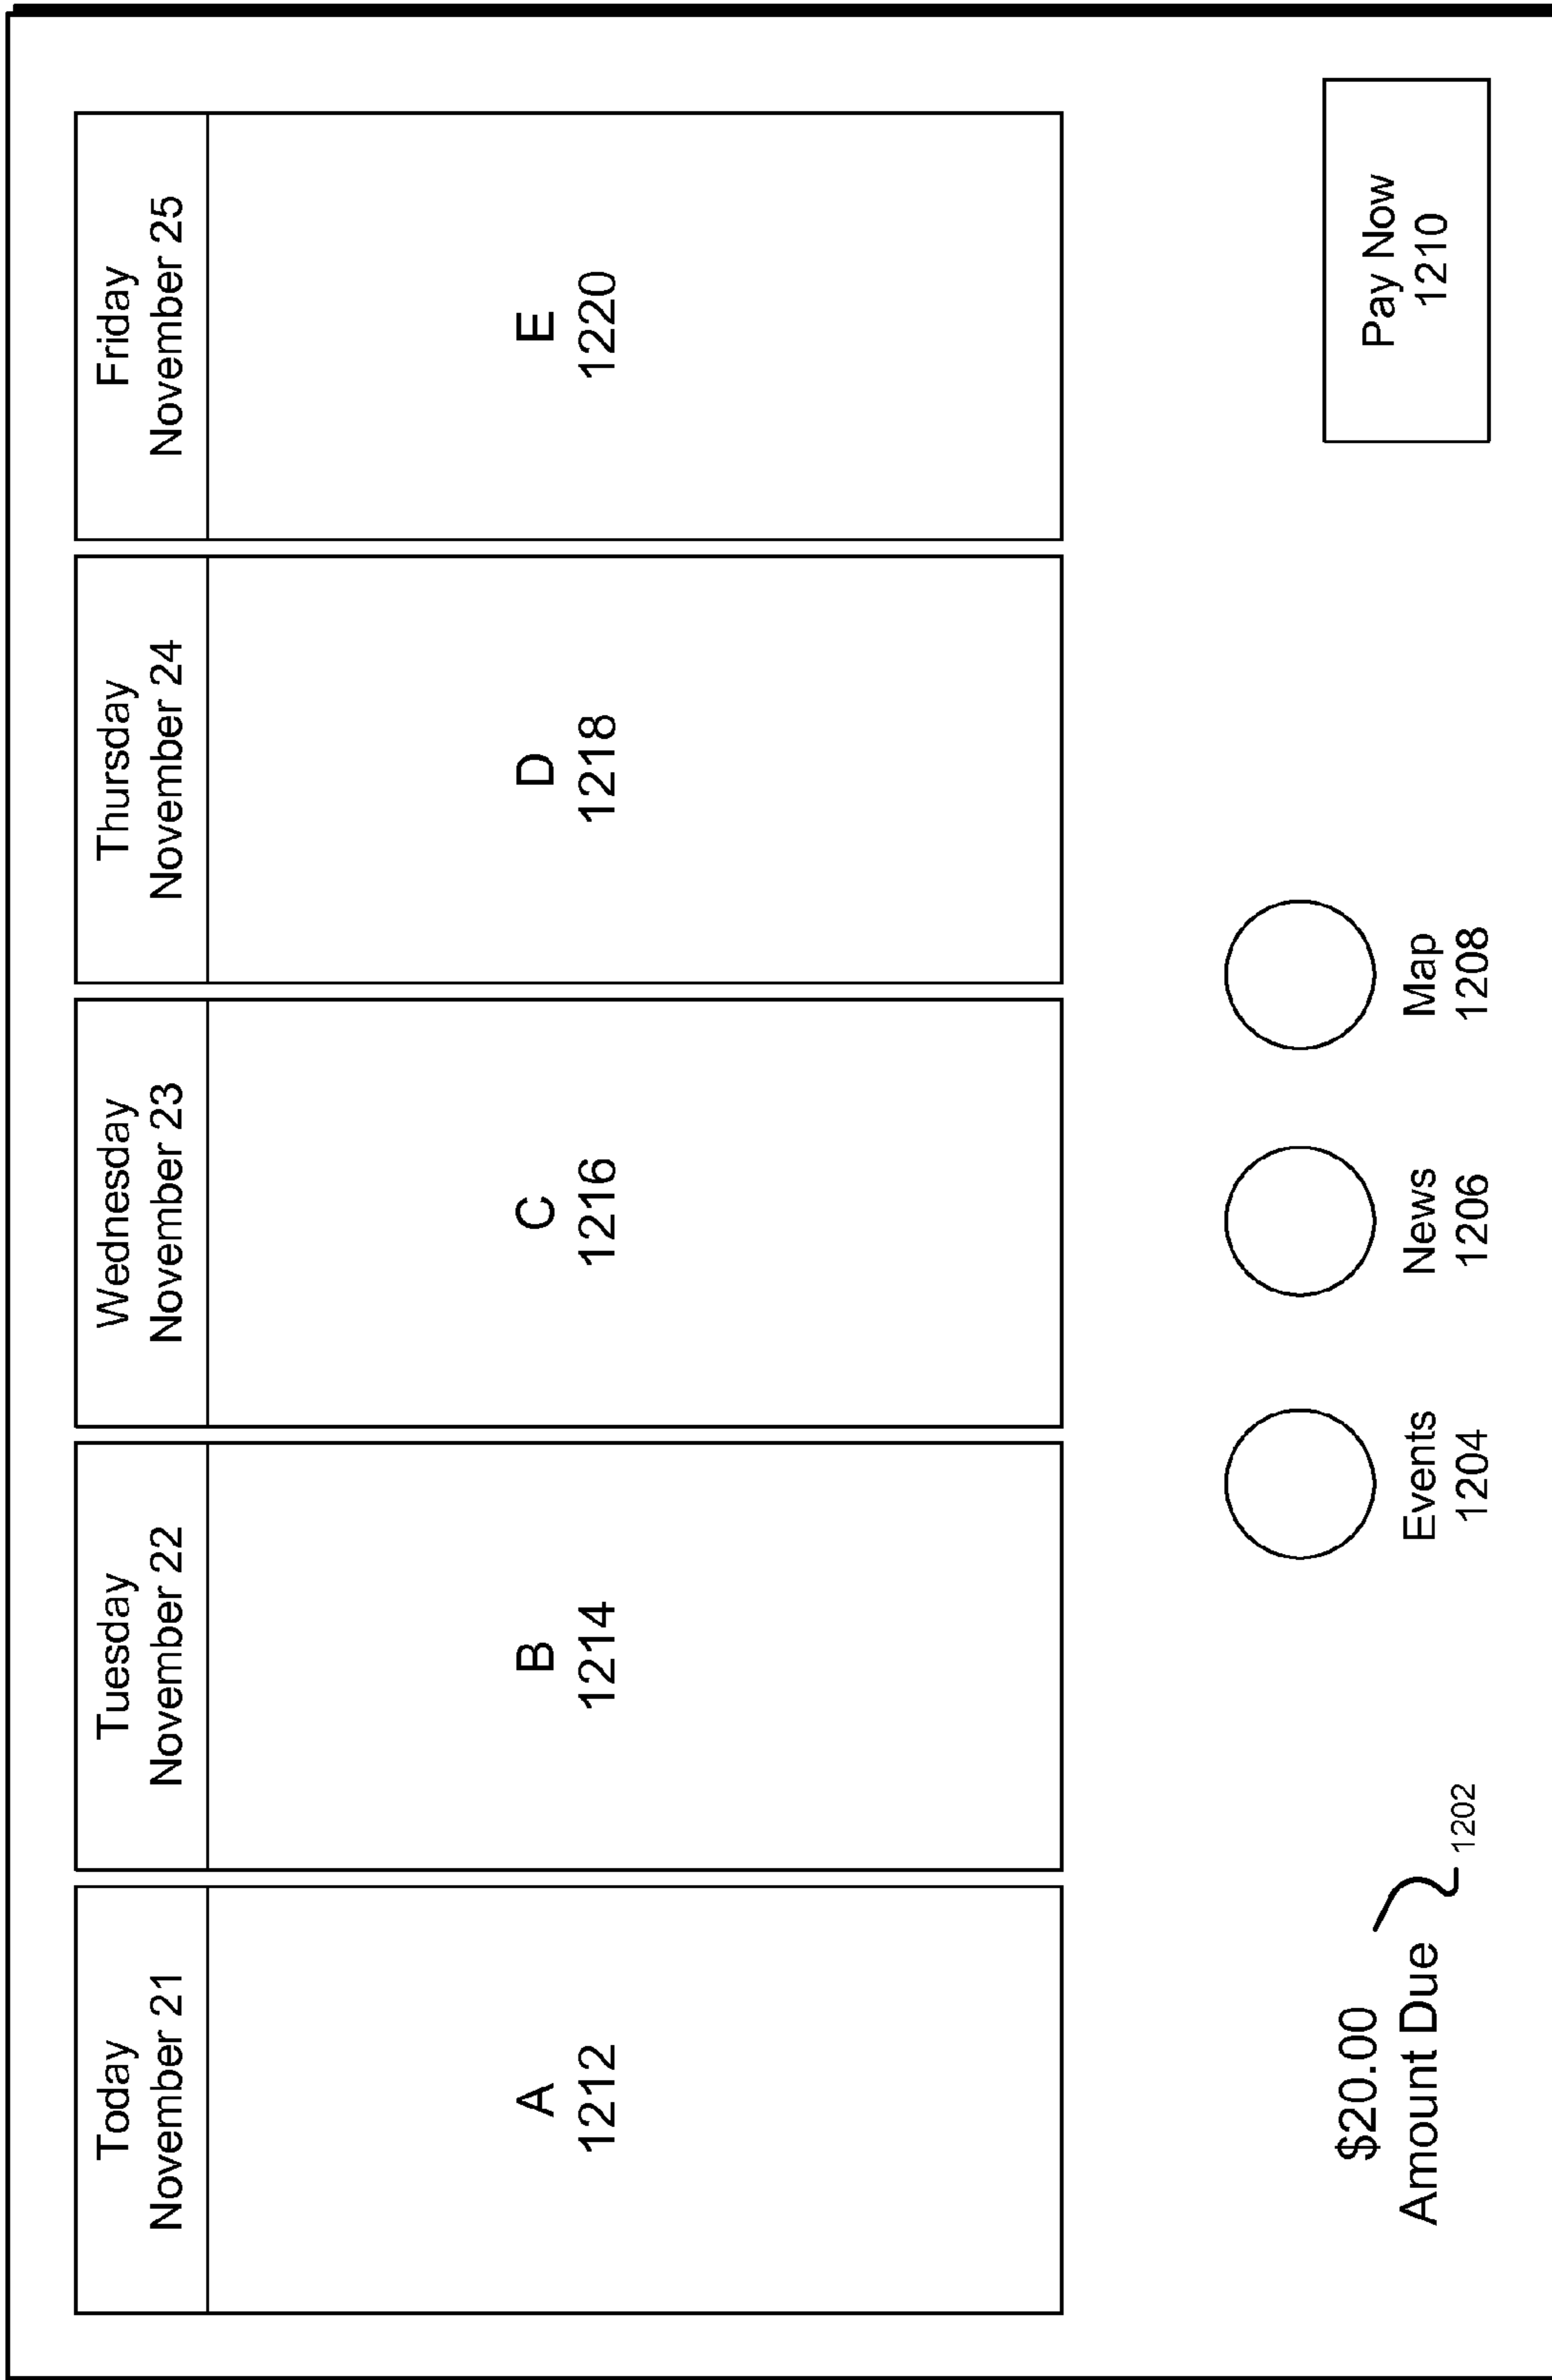 Today
November 21
A
1212
Tuesday
November 22
B
1214
Wednesday
November 23
C
1216
Thursday
November 24
D
1218
Friday
November 25
E
1220
$20.00
Amount Due
1202
Events
1204
News
1206
Map
1208
Pay Now
1210